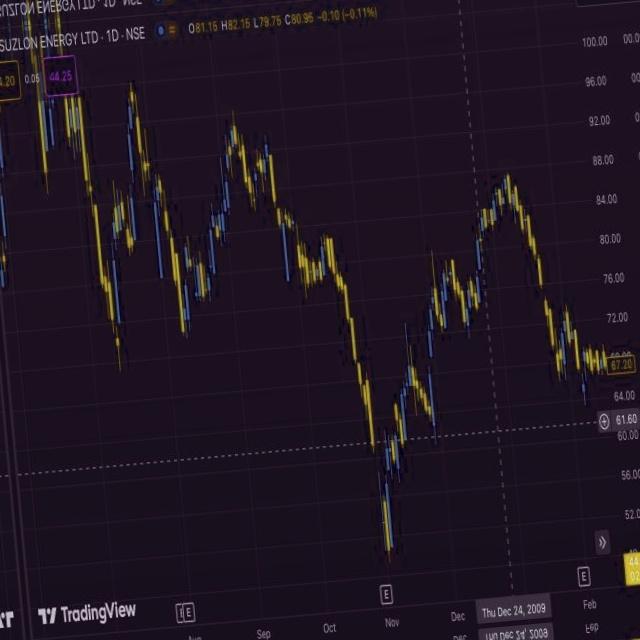 SUZLON ENERGY LTD · 1D · NSE
O81.15 H82.15 L79.75 C80.95 −0.10 (−0.11%)
0.05 44.25
100.00
96.00
92.00
88.00
84.00
80.00
76.00
72.00
67.20
64.00
61.60
60.00
56.00
52.0
E
E
E
TradingView
Sep
Oct
Nov
Dec
Thu Dec 24, 2009
Feb